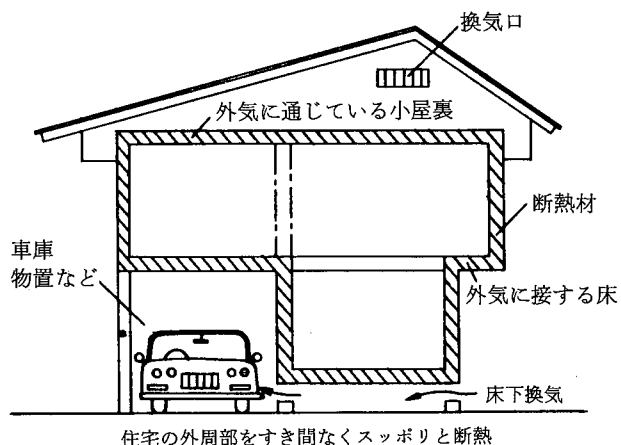 換気口
外気に通じている小屋裏
断熱材
車庫
物置など
外気に接する床
床下換気
住宅の外周部をすき間なくスッポリと断熱